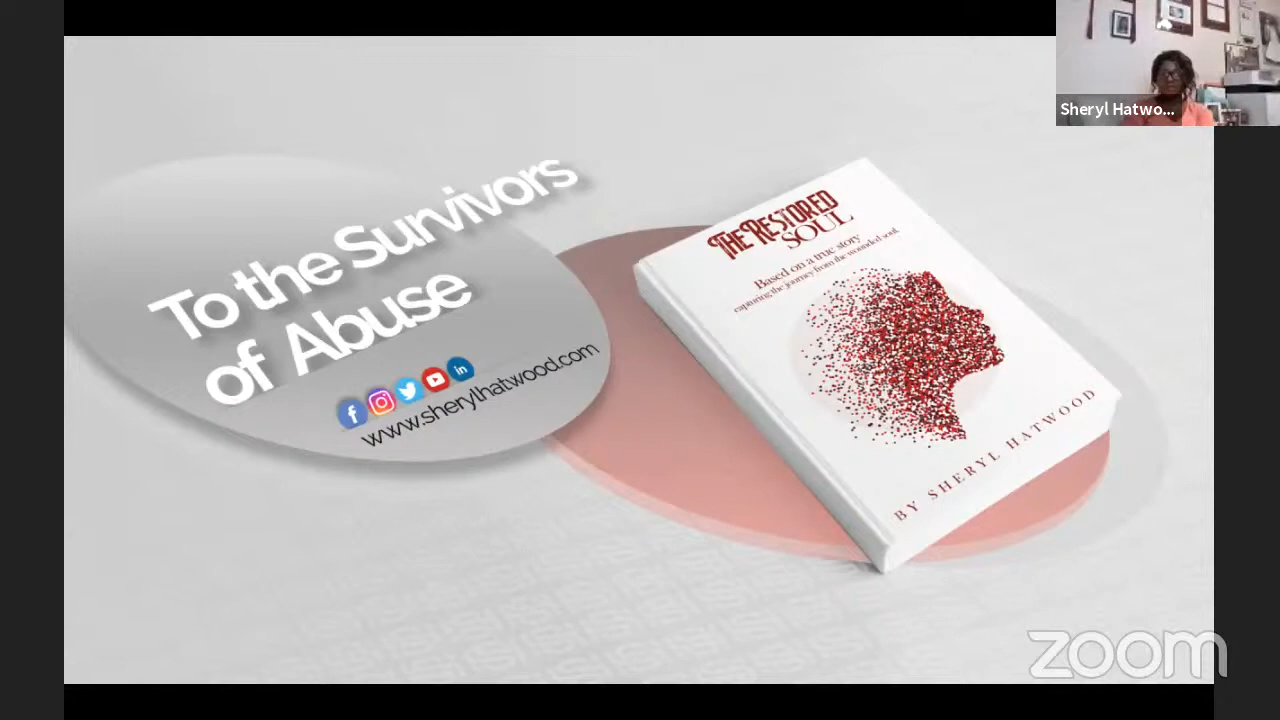 Sheryl Hatwo...
To the Survivors
of Abuse
www.sherylhatwood.com
THE RESTORED
SOUL
Based on a true story
capturing the journey from the wounded soul
BY SHERYL HATWOOD
zoom